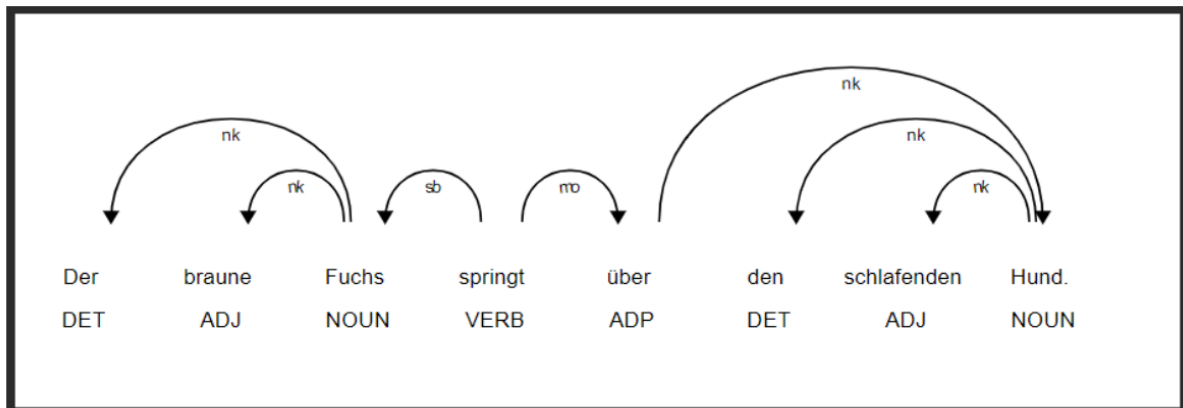 nk
nk nk
nk sb mo nk
Der braune Fuchs springt über den schlafenden Hund.
DET ADJ NOUN VERB ADP DET ADJ NOUN